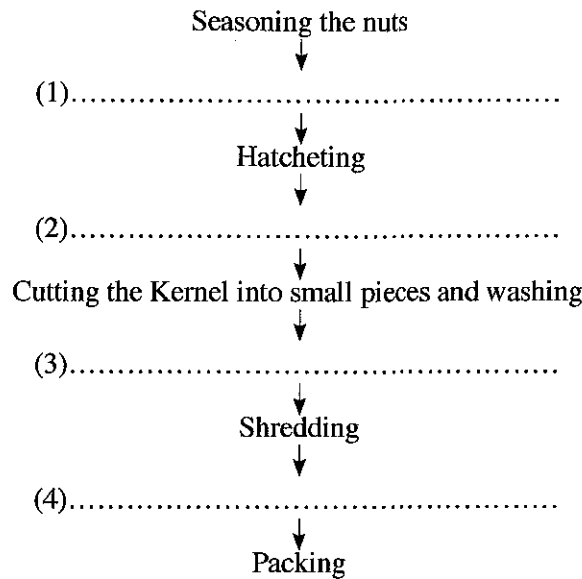 Seasoning the nuts
(1)..........................................................
Hatcheting
(2)..........................................................
Cutting the Kernel into small pieces and washing
(3)..........................................................
Shredding
(4)..........................................................
Packing